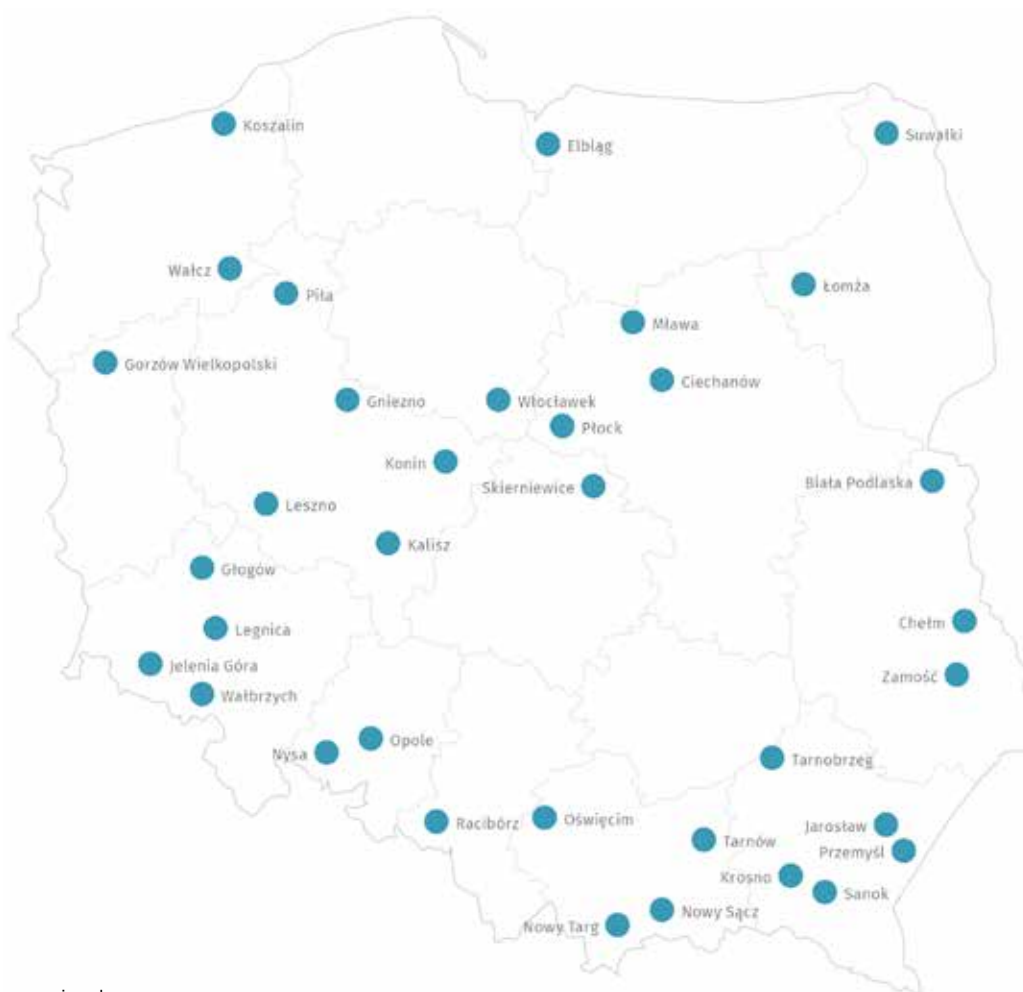 Koszalin
Suwałki
Elbląg
Wałcz
Piła
Łomża
Mława
Gorzów Wielkopolski
Ciechanów
Gniezno
Włocławek
Płock
Konin
Skierniewice
Biała Podlaska
Leszno
Kalisz
Głogów
Chełm
Legnica
Jelenia Góra
Zamość
Wałbrzych
Opole
Nysa
Tarnobrzeg
Racibórz
Oświęcim
Jarosław
Tarnów
Przemyśl
Krosno
Sanok
Nowy Sącz
Nowy Targ